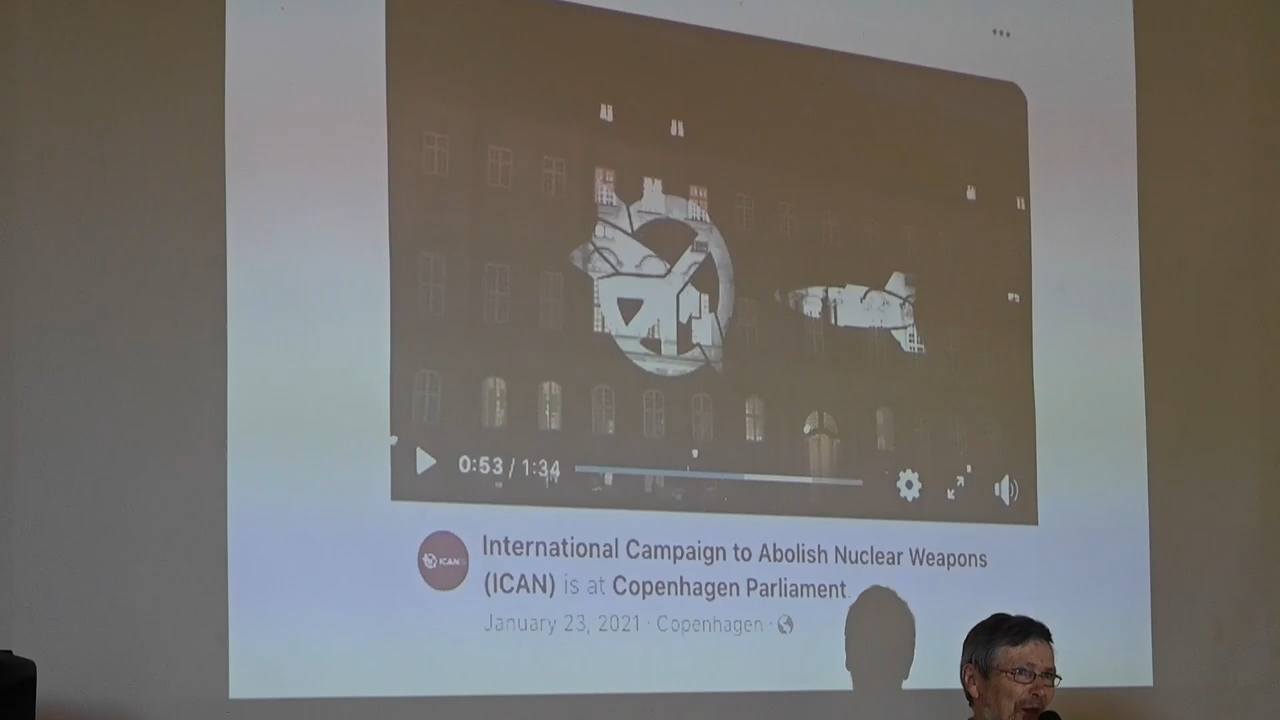 0:53 / 1:34
ICAN
International Campaign to Abolish Nuclear Weapons
(ICAN) is at Copenhagen Parliament.
January 23, 2021 · Copenhagen ·